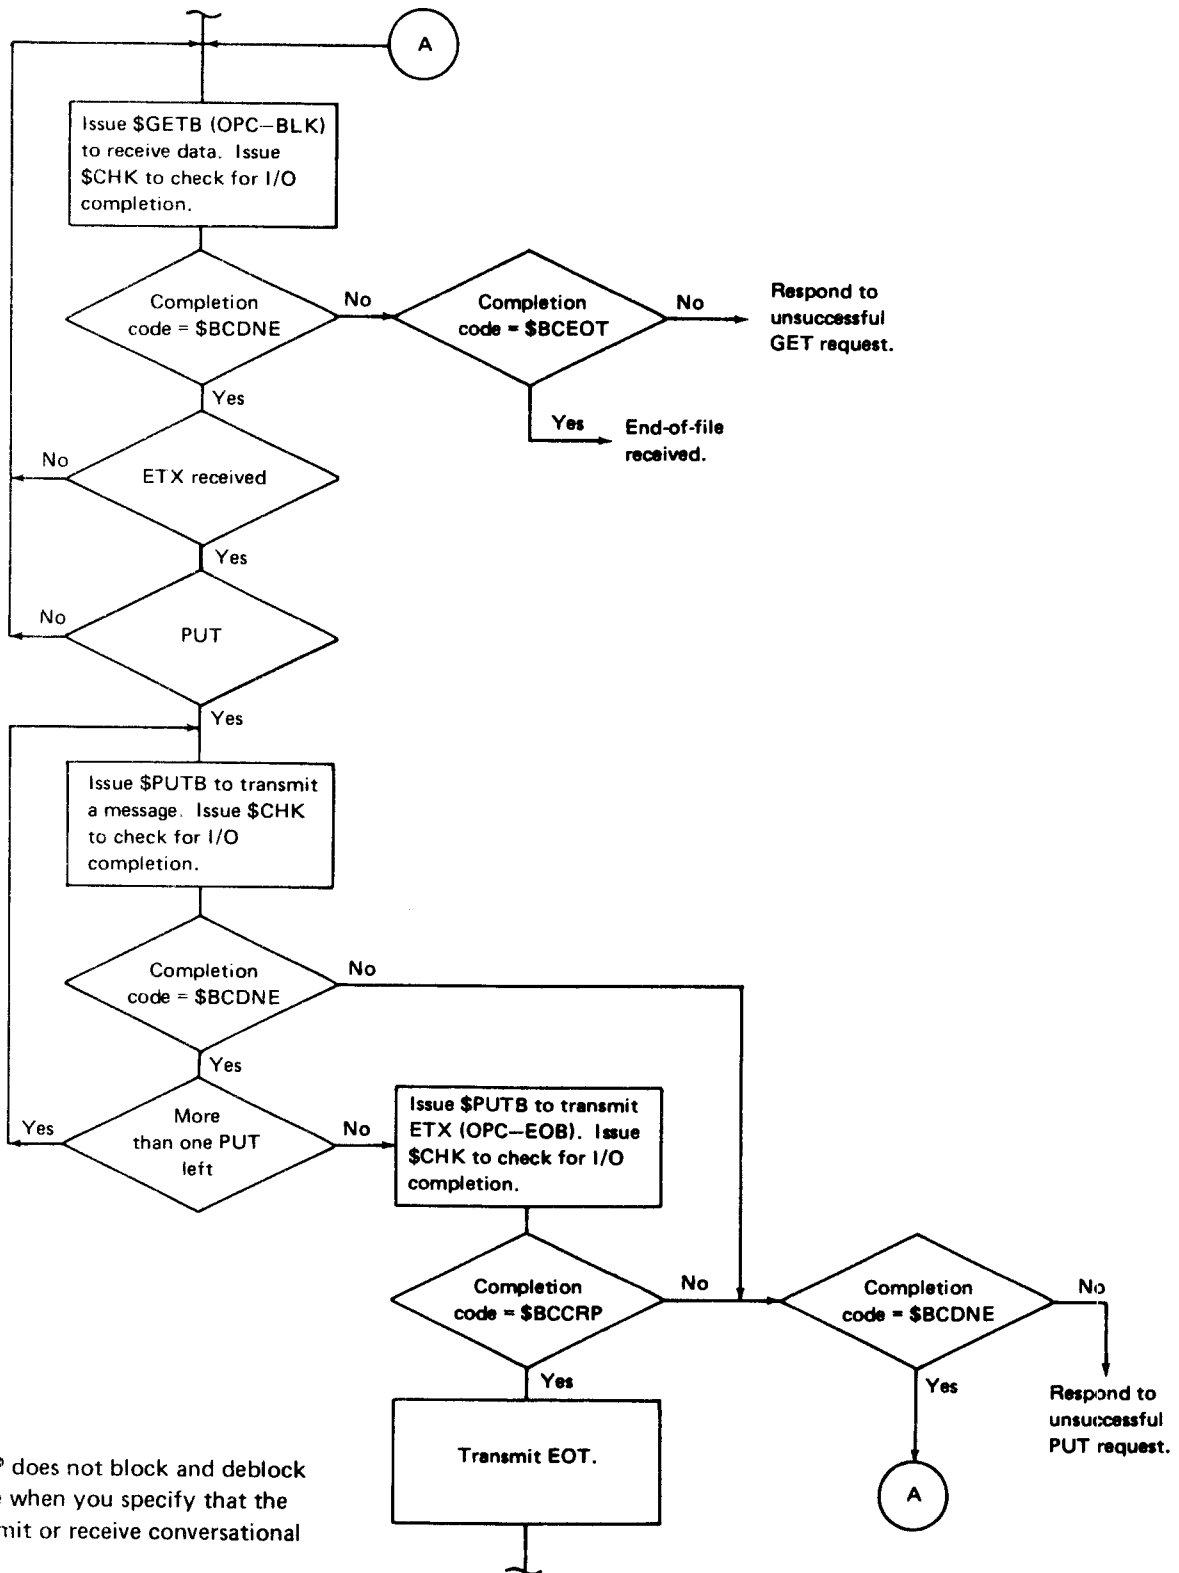 A
Issue $GETB (OPC—BLK)
to receive data. Issue
$CHK to check for I/O
completion.
Completion
code = $BCDNE
No
Completion
code = $BCEOT
No
Respond to
unsuccessful
GET request.
Yes
Yes
End-of-file
received.
No
ETX received
Yes
No
PUT
Yes
Issue $PUTB to transmit
a message. Issue $CHK
to check for I/O
completion.
Completion
code = $BCDNE
No
Yes
Yes
More
than one PUT
left
No
Issue $PUTB to transmit
ETX (OPC—EOB). Issue
$CHK to check for I/O
completion.
Completion
code = $BCCRP
No
Completion
code = $BCDNE
No
Yes
Yes
Respond to
unsuccessful
PUT request.
Transmit EOT.
A
does not block and deblock
when you specify that the
or receive conversational